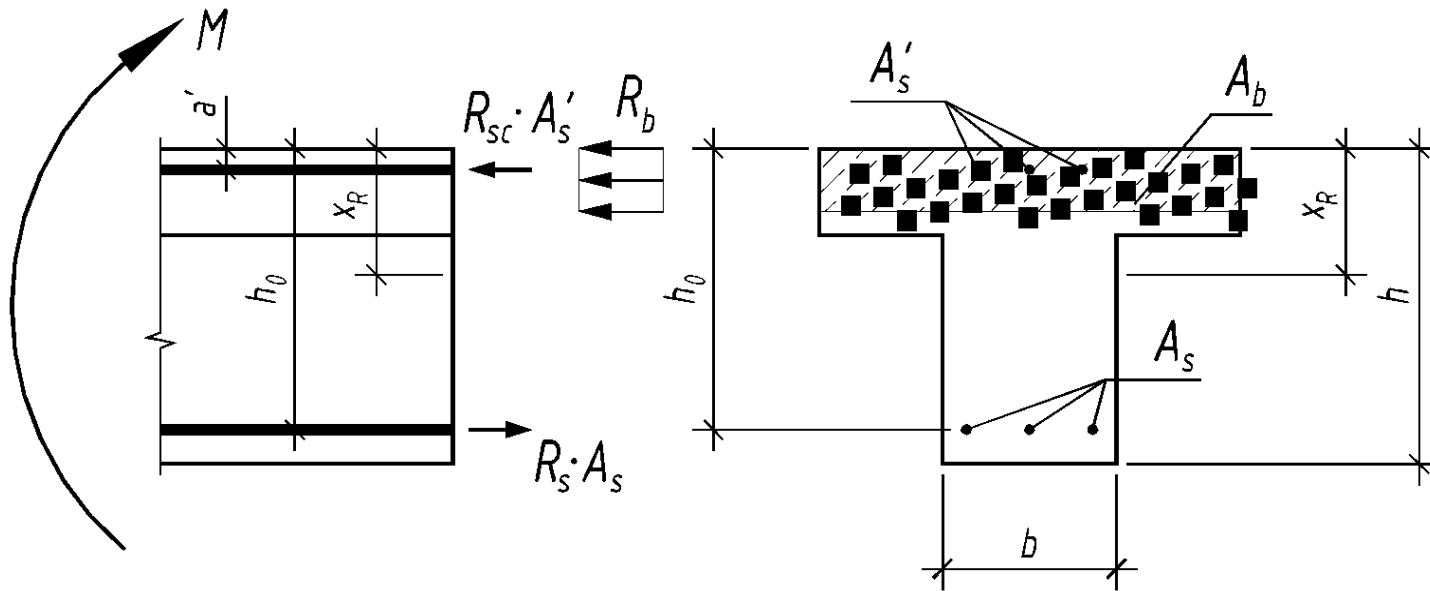 M
a'
R_sc · A'_s
R_b
x_R
h_0
R_s · A_s
A'_s
A_b
h_0
x_R
h
A_s
b